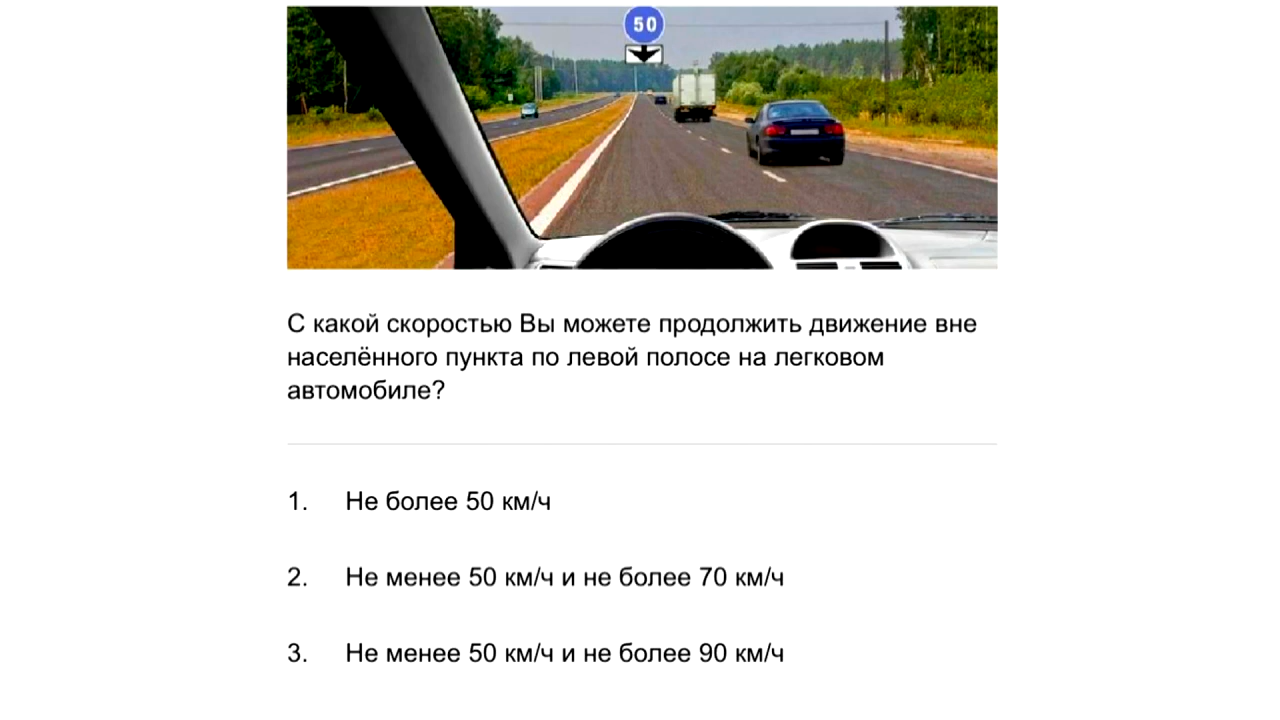 50
С какой скоростью Вы можете продолжить движение вне
населённого пункта по левой полосе на легковом
автомобиле?
1. Не более 50 км/ч
2. Не менее 50 км/ч и не более 70 км/ч
3. Не менее 50 км/ч и не более 90 км/ч